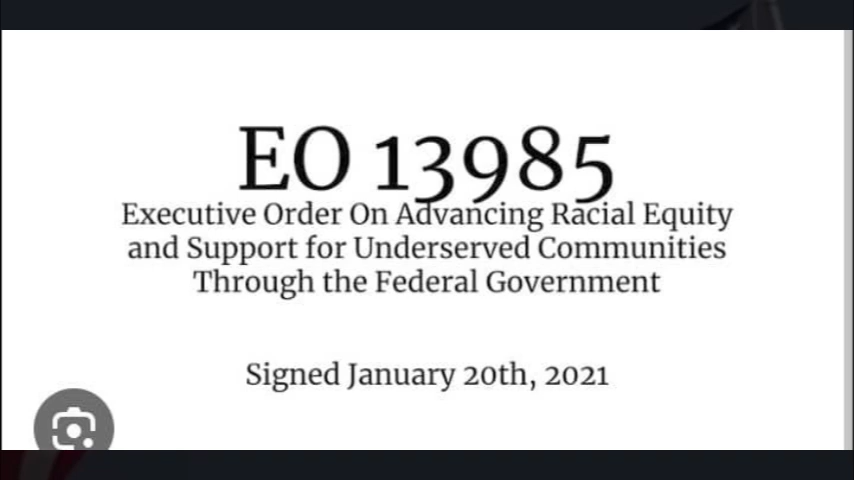 EO 13985
Executive Order On Advancing Racial Equity
and Support for Underserved Communities
Through the Federal Government
Signed January 20th, 2021